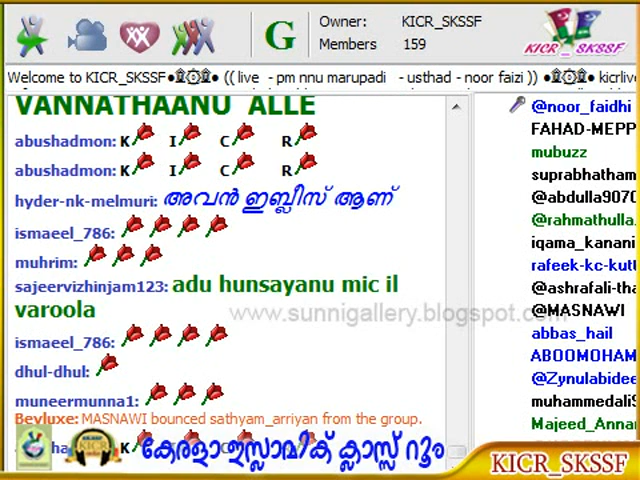 Owner: KICR_SKSSF
Members 159
KICR_SKSSF
Welcome to KICR_SKSSF (( live - pm nnu marupadi - usthad - noor faizi )) kicrlive
VANNATHAANU ALLE
abushadmon: K I C R
abushadmon: K I C R
hyder-nk-melmuri: അവൻ ഇബ്ലീസ് ആണ്
ismaeel_786:
muhrim:
sajeervizhinjam123: adu hunsayanu mic il
varoola
www.sunnigallery.blogspot.com
ismaeel_786:
dhul-dhul:
muneermunna1:
Beyluxe: MASNAWI bounced sathyam_arriyan from the group.
K I C R
കേരളാ ഇസ്ലാമിക് ക്ലാസ്സ് റൂം
@noor_faidhi
FAHAD-MEPP
mubuzz
suprabhatham
@abdulla9070
@rahmathulla.
iqama_kanani
rafeek-kc-kutt
@ashrafali-tha
@MASNAWI
abbas_hail
ABOOMOHAM
@Zynulabidee
muhammedali9
Majeed_Annar
KICR_SKSSF